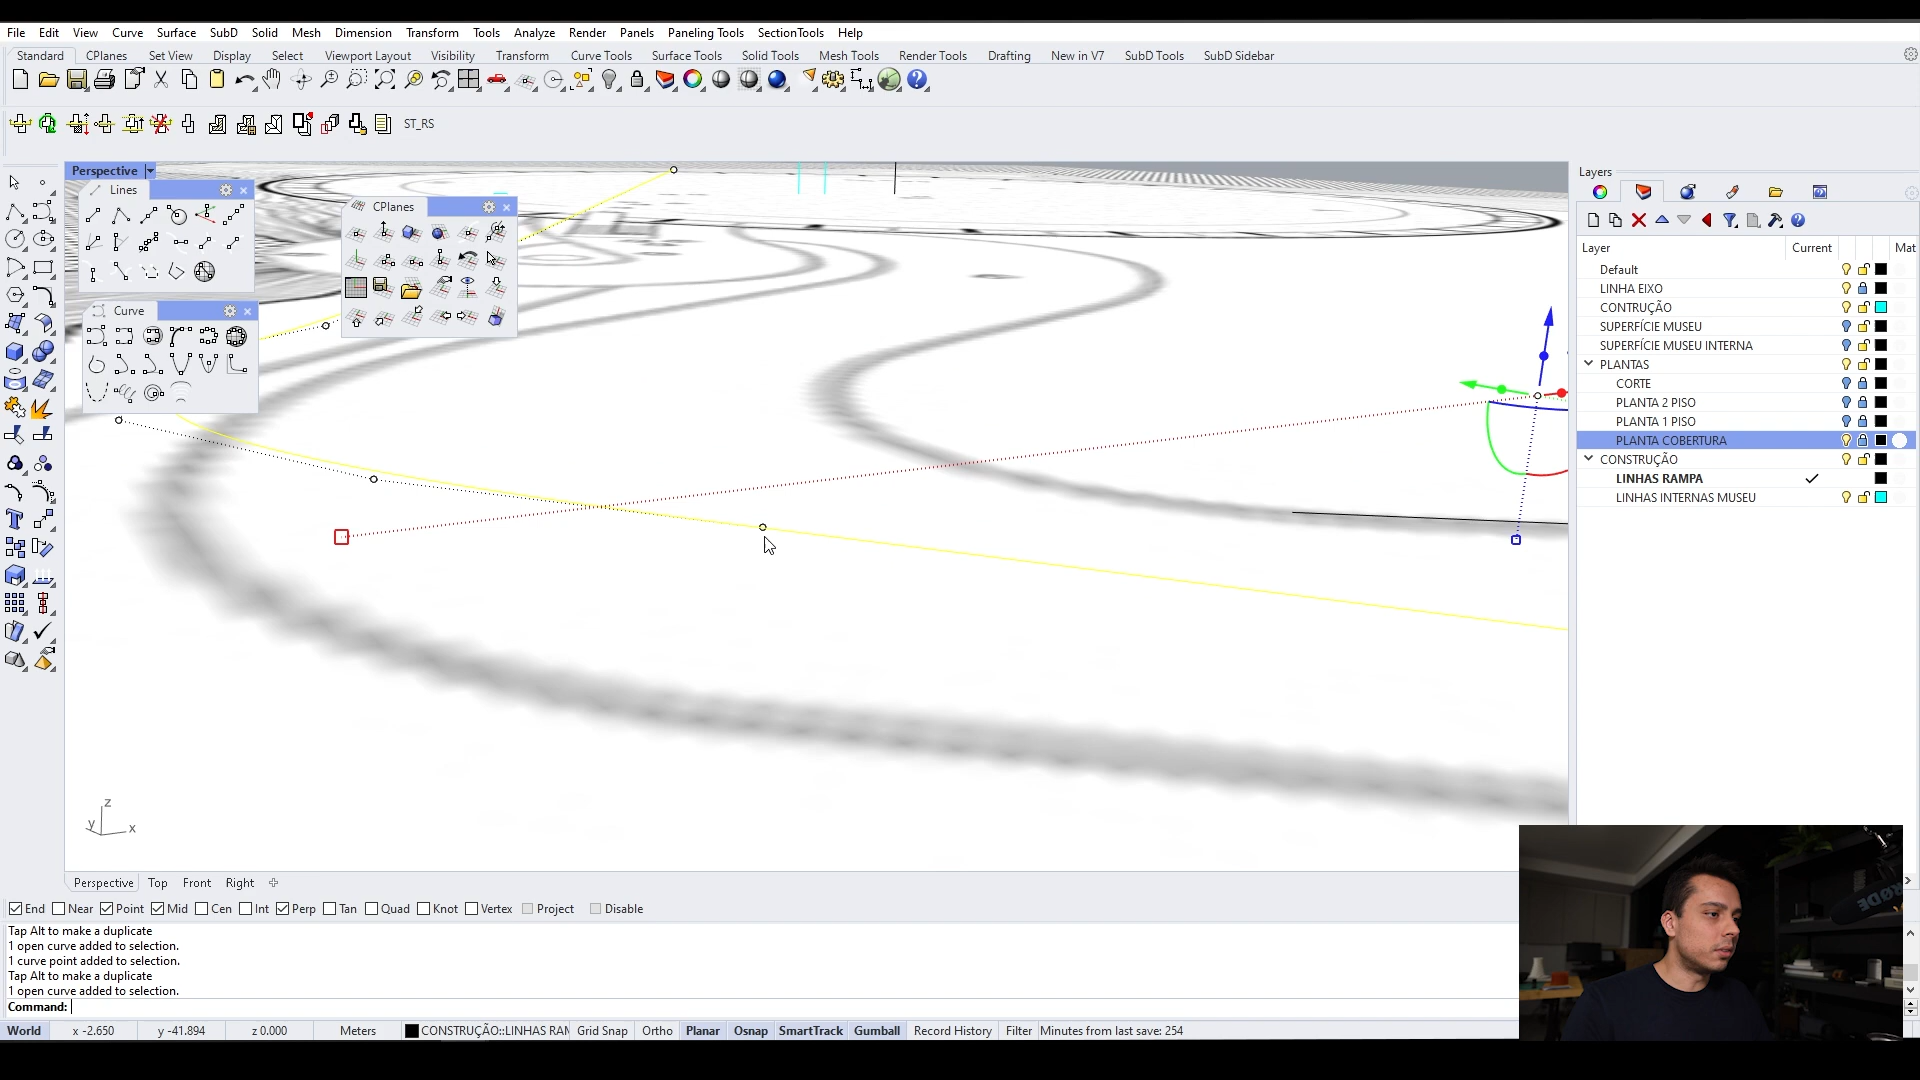 File Edit View Curve Surface SubD Solid Mesh Dimension Transform Tools Analyze Render Panels Paneling Tools SectionTools Help
Standard CPlanes Set View Display Select Viewport Layout Visibility Transform Curve Tools Surface Tools Solid Tools Mesh Tools Render Tools Drafting New in V7 SubD Tools SubD Sidebar
ST_RS
Perspective
Lines
CPlanes
Curve
z
y
x
Layers
Layer Current Mat
Default
LINHA EIXO
CONTRUÇÃO
SUPERFÍCIE MUSEU
SUPERFÍCIE MUSEU INTERNA
PLANTAS
CORTE
PLANTA 2 PISO
PLANTA 1 PISO
PLANTA COBERTURA
CONSTRUÇÃO
LINHAS RAMPA
LINHAS INTERNAS MUSEU
Perspective Top Front Right
End Near Point Mid Cen Int Perp Tan Quad Knot Vertex Project Disable
Tap Alt to make a duplicate
1 open curve added to selection.
1 curve point added to selection.
Tap Alt to make a duplicate
1 open curve added to selection.
Command:
World x -2.650 y -41.894 z 0.000 Meters CONSTRUÇÃO::LINHAS RAM Grid Snap Ortho Planar Osnap SmartTrack Gumball Record History Filter Minutes from last save: 254
RØDE